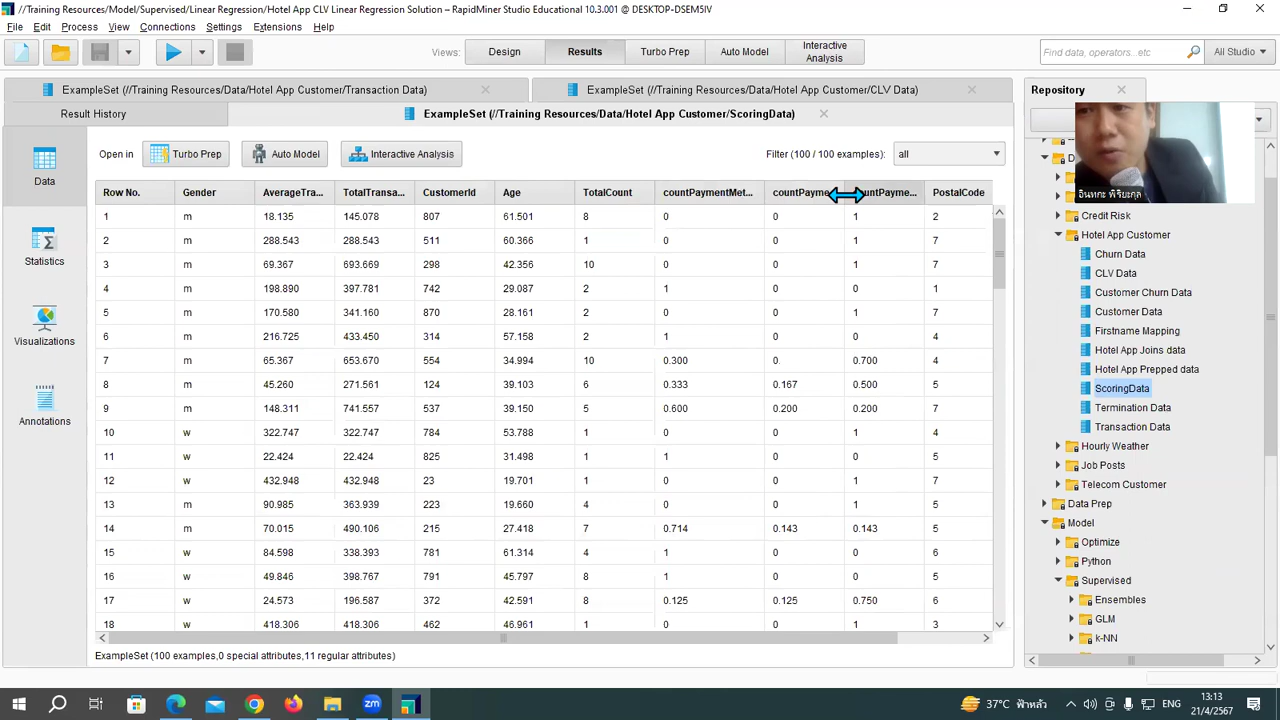 //Training Resources/Model/Supervised/Linear Regression/Hotel App CLV Linear Regression Solution – RapidMiner Studio Educational 10.3.001 @ DESKTOP-DSEM5IV
File Edit Process View Connections Settings Extensions Help
Views: Design Results Turbo Prep Auto Model Interactive Analysis Find data, operators...etc All Studio
ExampleSet (//Training Resources/Data/Hotel App Customer/Transaction Data) ExampleSet (//Training Resources/Data/Hotel App Customer/CLV Data)
Result History ExampleSet (//Training Resources/Data/Hotel App Customer/ScoringData)
Open in Turbo Prep Auto Model Interactive Analysis Filter (100 / 100 examples): all
Data
Statistics
Visualizations
Annotations
Row No. Gender AverageTra... TotalTransa... CustomerId Age TotalCount countPaymentMet... countPayme... PostalCode
1 m 18.135 145.078 807 61.501 8 0 0 1 2
2 m 288.543 288.543 511 60.366 1 0 0 1 7
3 m 69.367 693.669 298 42.356 10 0 0 1 7
4 m 198.890 397.781 742 29.087 2 1 0 0 1
5 m 170.580 341.160 870 28.161 2 0 0 1 7
6 m 216.725 433.450 314 57.158 2 1 0 0 4
7 m 65.367 653.670 554 34.994 10 0.300 0 0.700 4
8 m 45.260 271.561 124 39.103 6 0.333 0.167 0.500 5
9 m 148.311 741.557 537 39.150 5 0.600 0.200 0.200 7
10 w 322.747 322.747 784 53.788 1 0 0 1 4
11 w 22.424 22.424 825 31.498 1 1 0 0 5
12 w 432.948 432.948 23 19.701 1 0 0 1 7
13 m 90.985 363.939 223 19.660 4 0 0 1 5
14 m 70.015 490.106 215 27.418 7 0.714 0.143 0.143 5
15 w 84.598 338.393 781 61.314 4 1 0 0 6
16 w 49.846 398.767 791 45.797 8 1 0 0 5
17 w 24.573 196.587 372 42.591 8 0.125 0.125 0.750 6
18 w 418.306 418.306 462 46.961 1 0 0 1 3
ExampleSet (100 examples,0 special attributes,11 regular attributes)
Repository
อินทกะ พิริยะกุล
Credit Risk
Hotel App Customer
Churn Data
CLV Data
Customer Churn Data
Customer Data
Firstname Mapping
Hotel App Joins data
Hotel App Prepped data
ScoringData
Termination Data
Transaction Data
Hourly Weather
Job Posts
Telecom Customer
Data Prep
Model
Optimize
Python
Supervised
Ensembles
GLM
k-NN
37°C ฟ้าหลัว ENG 13:13
21/4/2567